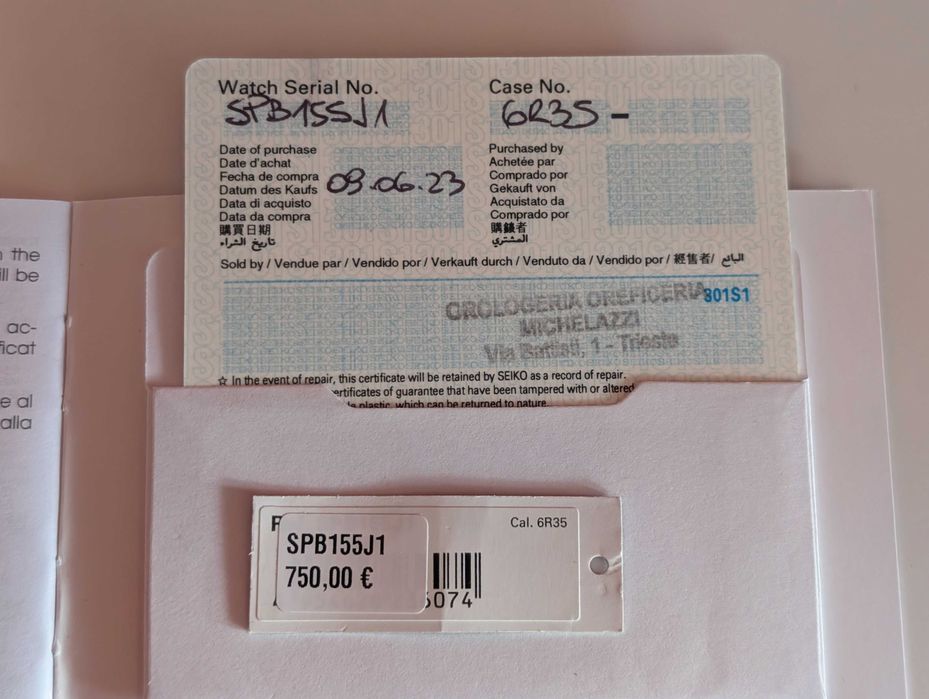 Watch Serial No.
SPB155J1
Case No.
6R35 –
Date of purchase
Date d'achat
Fecha de compra
Datum des Kaufs
Data di acquisto
Data da compra
購買日期
تاريخ الشراء
09.06.23
Purchased by
Achetée par
Comprado por
Gekauft von
Acquistato da
Comprado por
購錶者
المشتري
Sold by / Vendue par / Vendido por / Verkauft durch / Venduto da / Vendido por / 經售者/ البائع
301S1
OROLOGERIA OREFICERIA
MICHELAZZI
Via Battisti, 1 - Trieste
☆ In the event of repair, this certificate will be retained by SEIKO as a record of repair.
ertificates of guarantee that have been tampered with or altered
plastic, which can be returned to nature.
the
ill be
ac-
ficat
e al
alla
Cal. 6R35
SPB155J1
750,00 €
6074